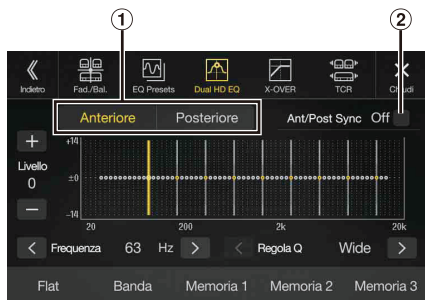 1 2
Indietro Fad./Bal. EQ Presets Dual HD EQ X-OVER TCR Chiudi
Anteriore Posteriore Ant/Post Sync Off
+14
Livello
0
±0
-14
20 200 2k 20k
Frequenza 63 Hz Regola Q Wide
Flat Banda Memoria 1 Memoria 2 Memoria 3